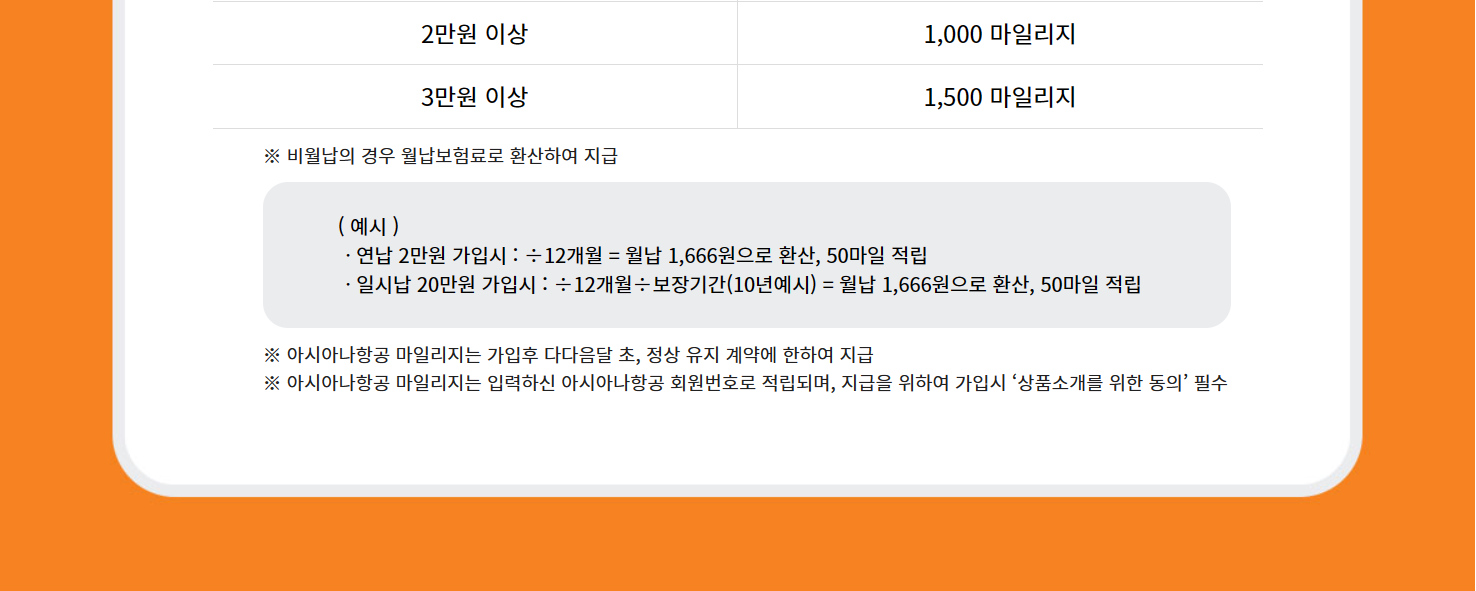 2만원 이상 1,000 마일리지
3만원 이상 1,500 마일리지
※ 비월납의 경우 월납보험료로 환산하여 지급
( 예시 )
· 연납 2만원 가입시 : ÷12개월 = 월납 1,666원으로 환산, 50마일 적립
· 일시납 20만원 가입시 : ÷12개월÷보장기간(10년예시) = 월납 1,666원으로 환산, 50마일 적립
※ 아시아나항공 마일리지는 가입후 다다음달 초, 정상 유지 계약에 한하여 지급
※ 아시아나항공 마일리지는 입력하신 아시아나항공 회원번호로 적립되며, 지급을 위하여 가입시 ‘상품소개를 위한 동의’ 필수